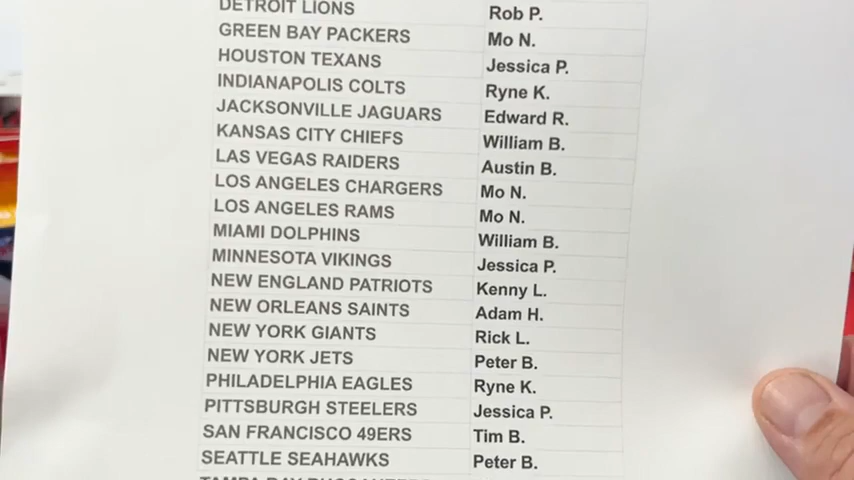 DETROIT LIONS Rob P.
GREEN BAY PACKERS Mo N.
HOUSTON TEXANS Jessica P.
INDIANAPOLIS COLTS Ryne K.
JACKSONVILLE JAGUARS Edward R.
KANSAS CITY CHIEFS William B.
LAS VEGAS RAIDERS Austin B.
LOS ANGELES CHARGERS Mo N.
LOS ANGELES RAMS Mo N.
MIAMI DOLPHINS William B.
MINNESOTA VIKINGS Jessica P.
NEW ENGLAND PATRIOTS Kenny L.
NEW ORLEANS SAINTS Adam H.
NEW YORK GIANTS Rick L.
NEW YORK JETS Peter B.
PHILADELPHIA EAGLES Ryne K.
PITTSBURGH STEELERS Jessica P.
SAN FRANCISCO 49ERS Tim B.
SEATTLE SEAHAWKS Peter B.
TAMPA BAY BUCCANEERS